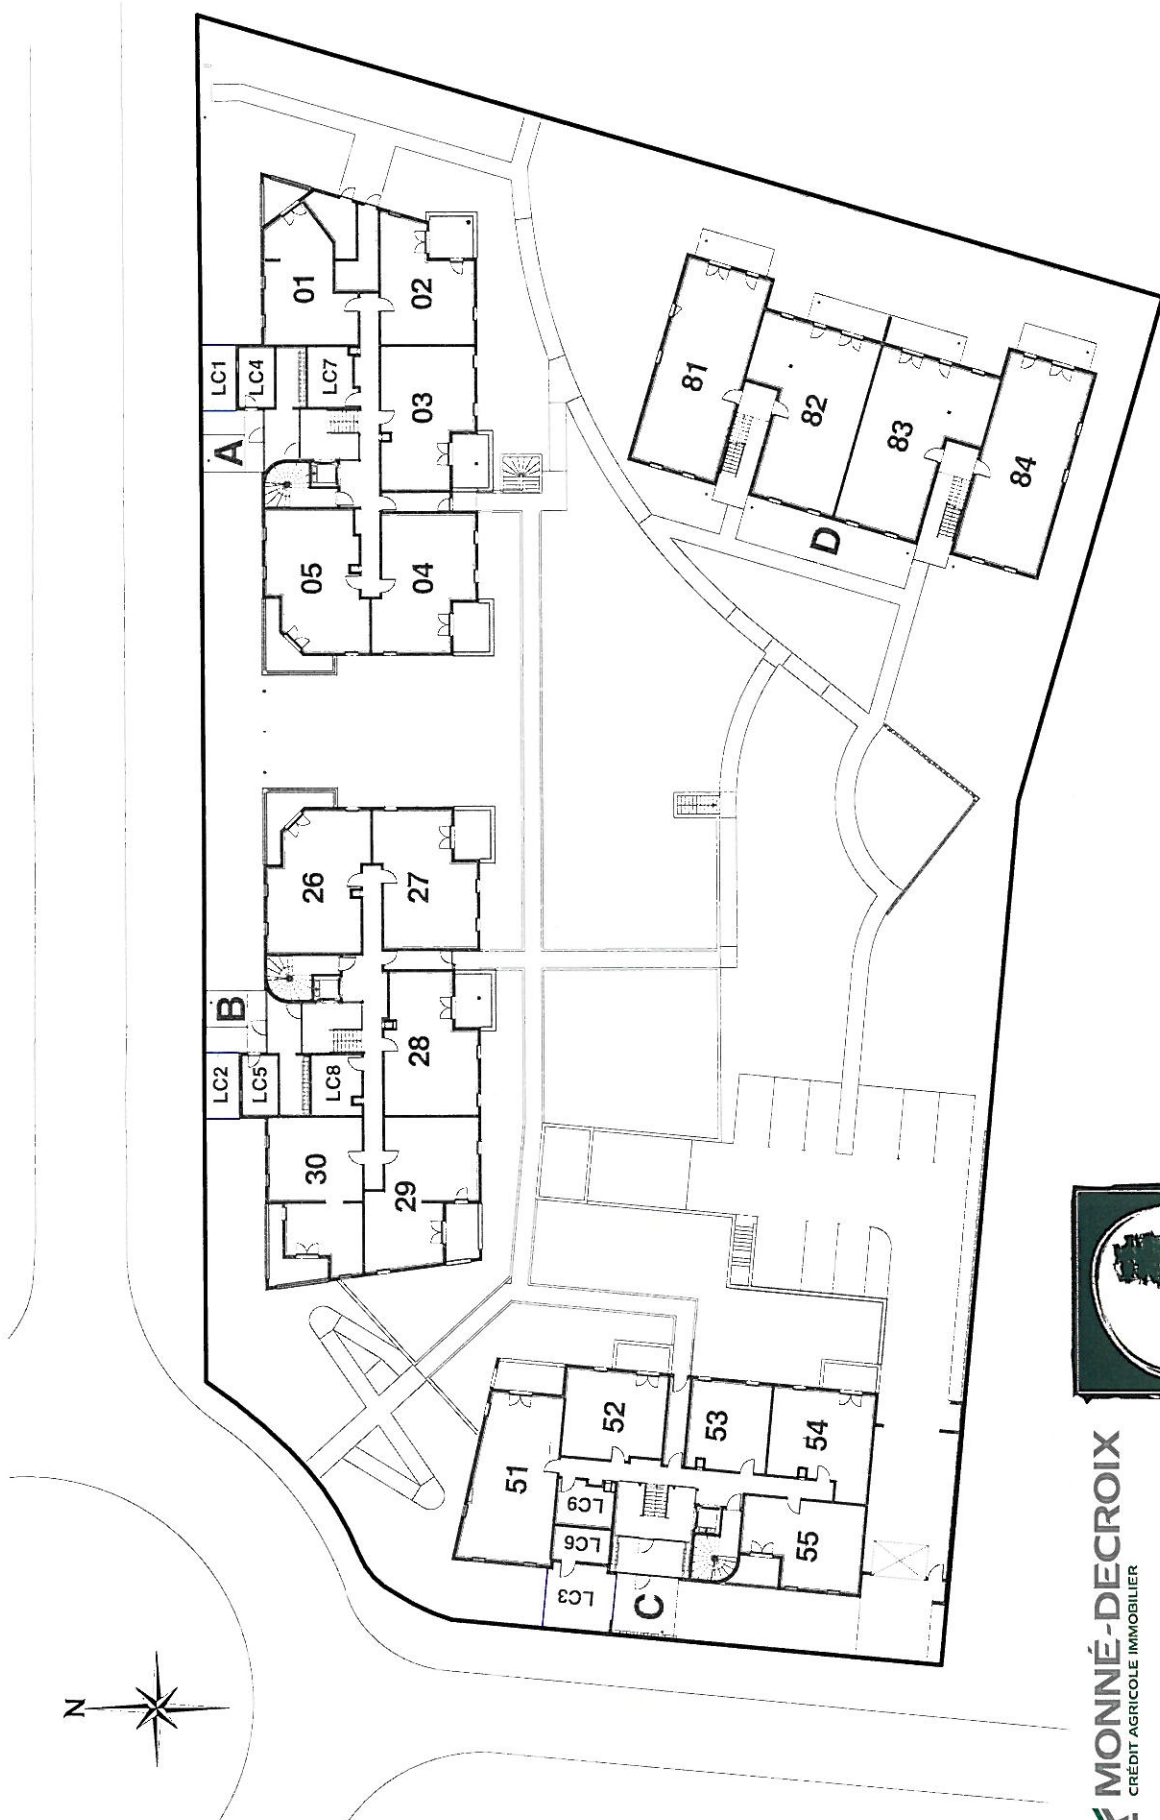 LC1
LC4
LC7
A
01
02
03
04
05
B
LC2
LC5
LC8
26
27
28
29
30
81
82
83
84
D
51
52
53
54
55
LC9
LC6
LC3
C
N
MONNÉ-DECROIX
CRÉDIT AGRICOLE IMMOBILIER